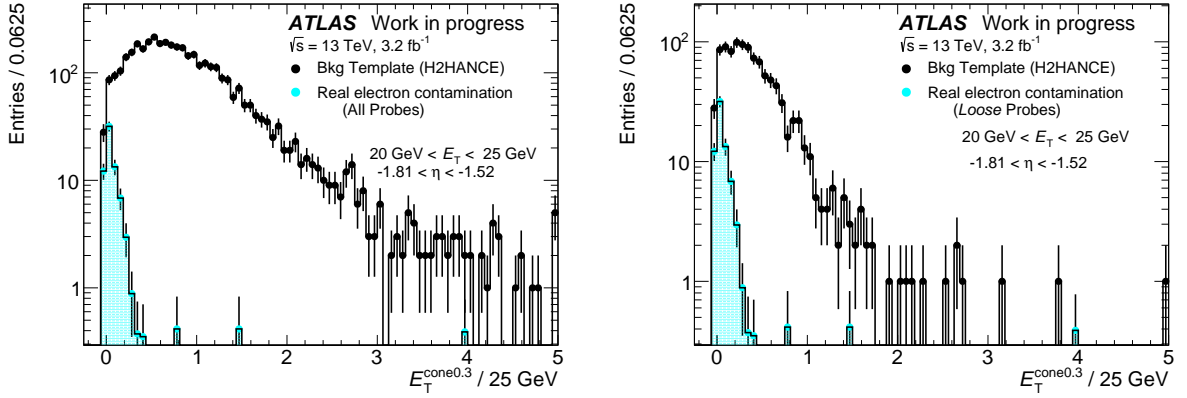 Entries / 0.0625
10²
10
1
ATLAS Work in progress
√s = 13 TeV, 3.2 fb⁻¹
Bkg Template (H2HANCE)
Real electron contamination
(All Probes)
20 GeV < E_T < 25 GeV
-1.81 < η < -1.52
0 1 2 3 4 5
E_T^cone0.3 / 25 GeV
Entries / 0.0625
10²
10
1
ATLAS Work in progress
√s = 13 TeV, 3.2 fb⁻¹
Bkg Template (H2HANCE)
Real electron contamination
(Loose Probes)
20 GeV < E_T < 25 GeV
-1.81 < η < -1.52
0 1 2 3 4 5
E_T^cone0.3 / 25 GeV